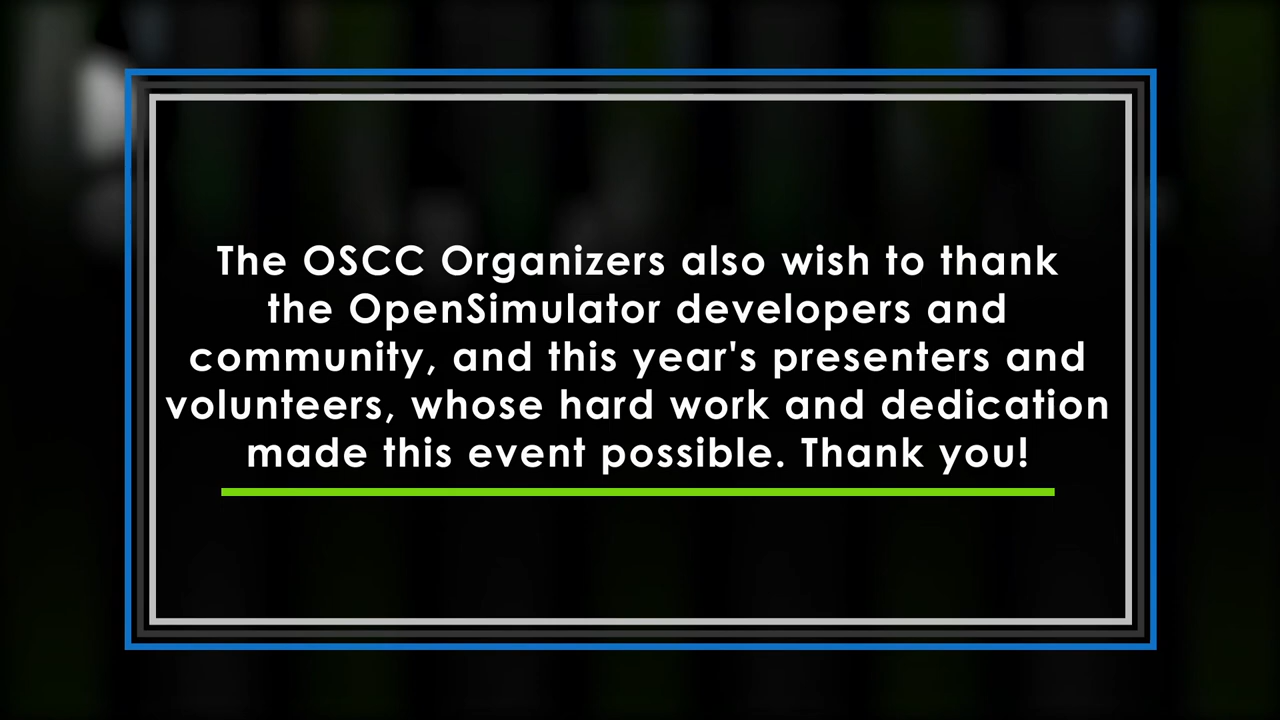 The OSCC Organizers also wish to thank
the OpenSimulator developers and
community, and this year's presenters and
volunteers, whose hard work and dedication
made this event possible. Thank you!